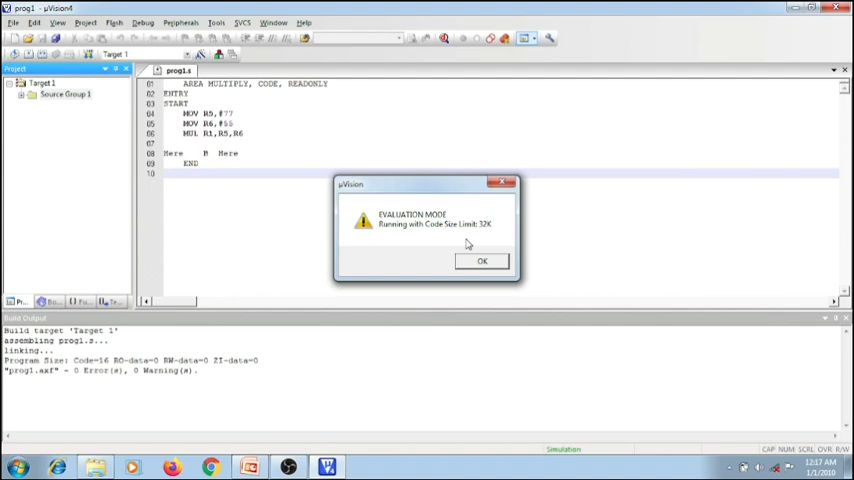 prog1 - µVision4
File Edit View Project Flash Debug Peripherals Tools SVCS Window Help
Target 1
Project
prog1.s
Target 1
Source Group 1
01 AREA MULTIPLY, CODE, READONLY
02 ENTRY
03 START
04 MOV R5,#77
05 MOV R6,#55
06 MUL R1,R5,R6
07
08 Here B Here
09 END
10
µVision
EVALUATION MODE
Running with Code Size Limit: 32K
OK
Pr... Bo... {} Fu... Te...
Build Output
Build target 'Target 1'
assembling prog1.s...
linking...
Program Size: Code=16 RO-data=0 RW-data=0 ZI-data=0
"prog1.axf" - 0 Error(s), 0 Warning(s).
Simulation
CAP NUM SCRL OVR R/W
12:17 AM
1/1/2010